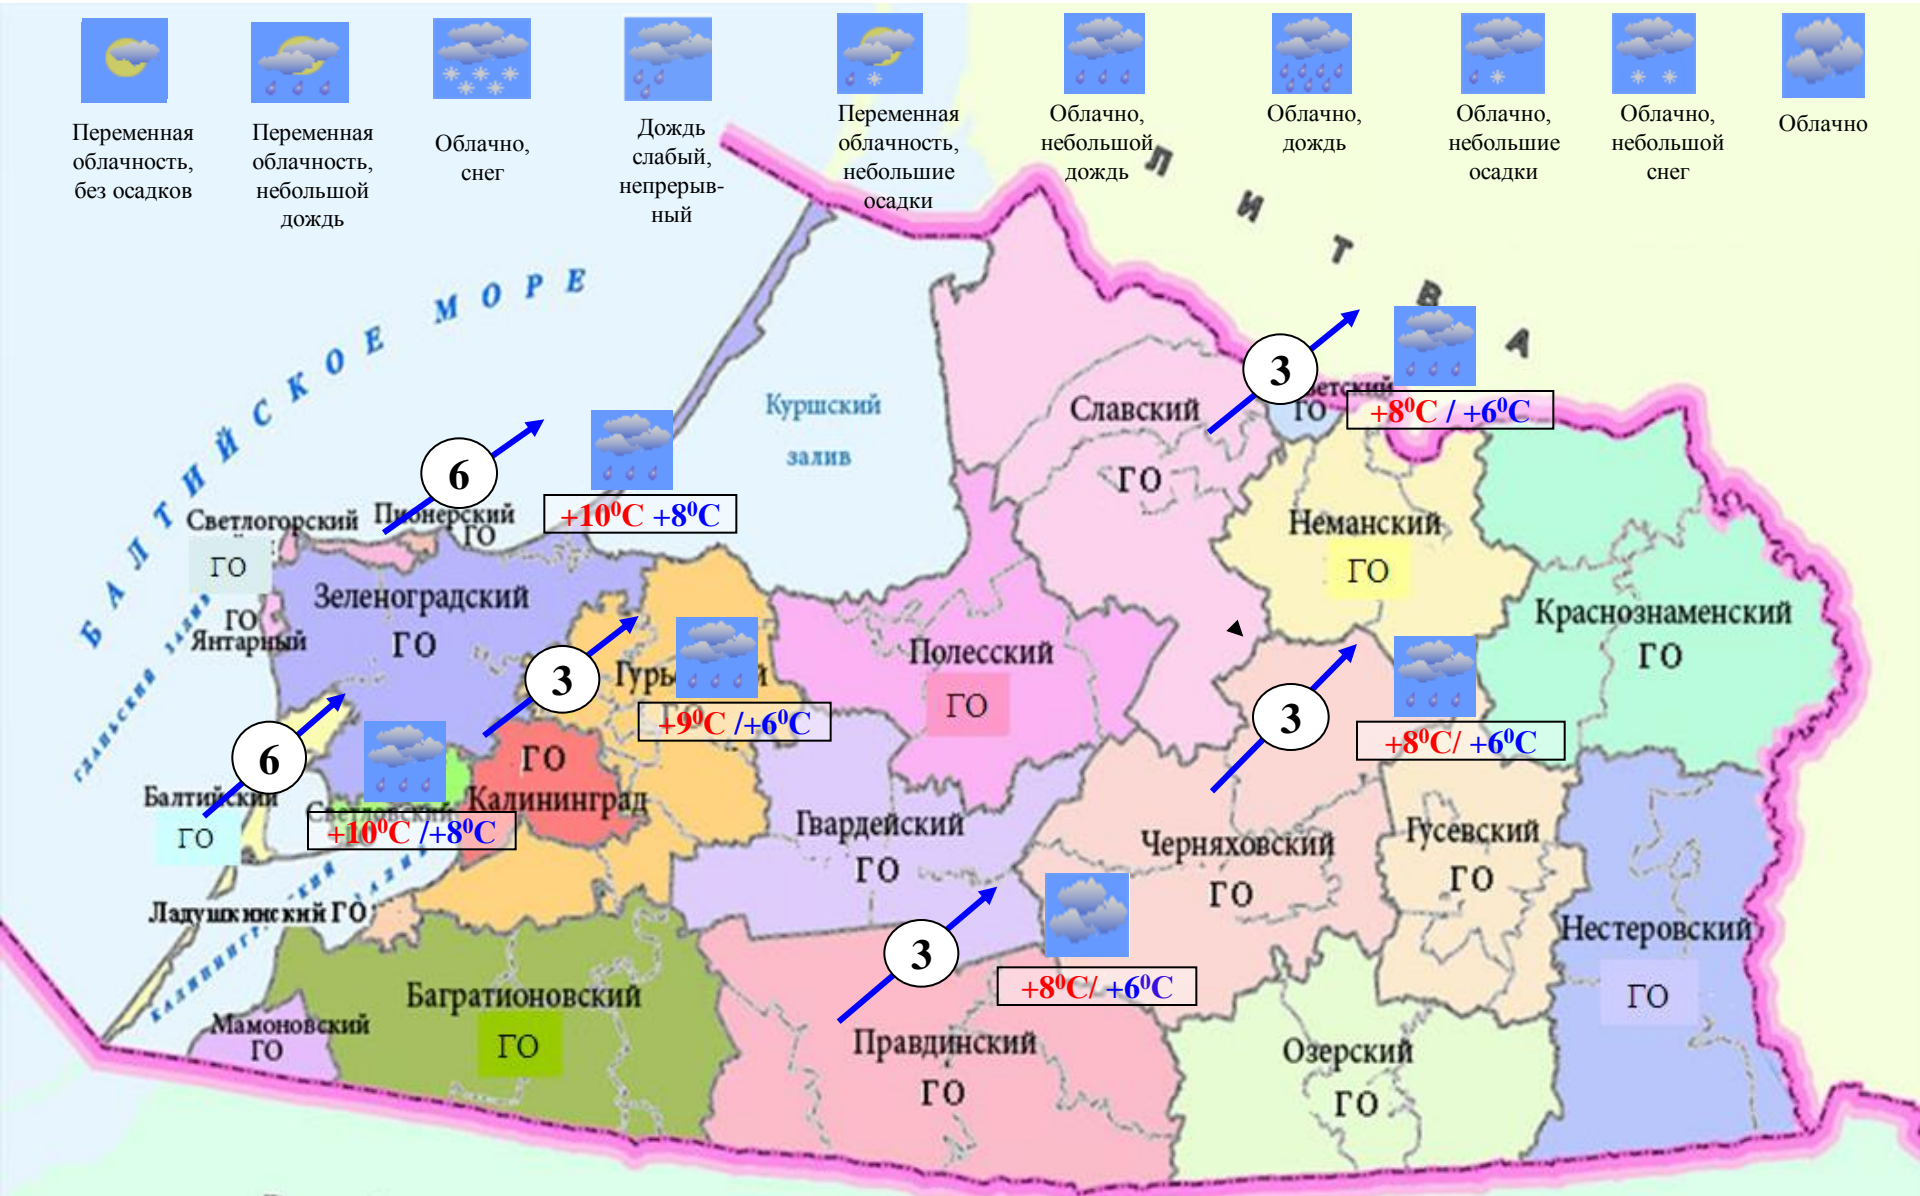 Переменная
облачность,
без осадков
Переменная
облачность,
небольшой
дождь
Облачно,
снег
Дождь
слабый,
непрерыв-
ный
Переменная
облачность,
небольшие
осадки
Облачно,
небольшой
дождь
Облачно,
дождь
Облачно,
небольшие
осадки
Облачно,
небольшой
снег
Облачно
ЛИТВА
БАЛТИЙСКОЕ МОРЕ
Куршский
залив
Славский
ГО
3
ГО
+8⁰С / +6⁰С
6
+10⁰С +8⁰С
Светлогорский
ГО
Пионерский
ГО
Неманский
ГО
Краснознаменский
ГО
Зеленоградский
ГО
ГО
Янтарный
ГДАНЬСКИЙ ЗАЛИВ
3
+9⁰С /+6⁰С
Полесский
ГО
3
+8⁰С/ +6⁰С
6
Балтийский
ГО
Светловский
+10⁰С /+8⁰С
ГО
Калининград
Гвардейский
ГО
Черняховский
ГО
Гусевский
ГО
Нестеровский
ГО
Ладушкинский ГО
3
+8⁰С/ +6⁰С
Багратионовский
ГО
Мамоновский
ГО
Правдинский
ГО
Озерский
ГО